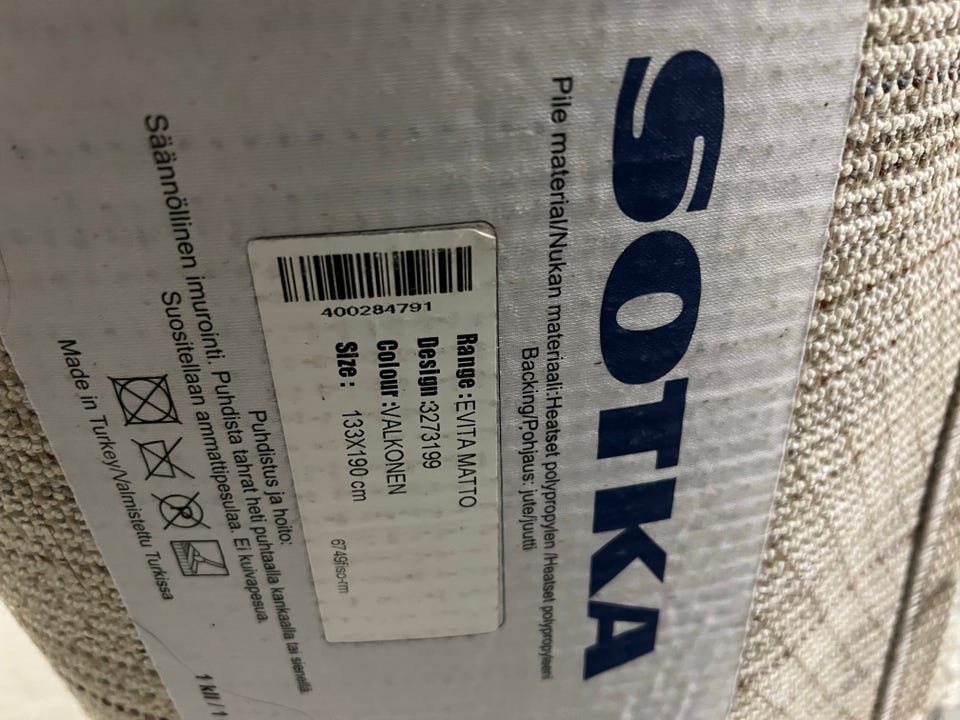 SOTKA
Pile material/Nukan materiaali:Heatset polypropylen /Heatset polypropyleeni
Backing/Pohjaus: jute/juutti
Range :EVITA MATTO
Design :3273199
Colour :VALKONEN
Size : 133X190 cm
400284791
Puhdistus ja hoito:
Säännöllinen imurointi. Puhdista tahrat heti puhtaalla kankaalla tai sienellä
Suositellaan ammattipesulaa. Ei kuivapesua.
Made in Turkey/Valmistettu Turkissa